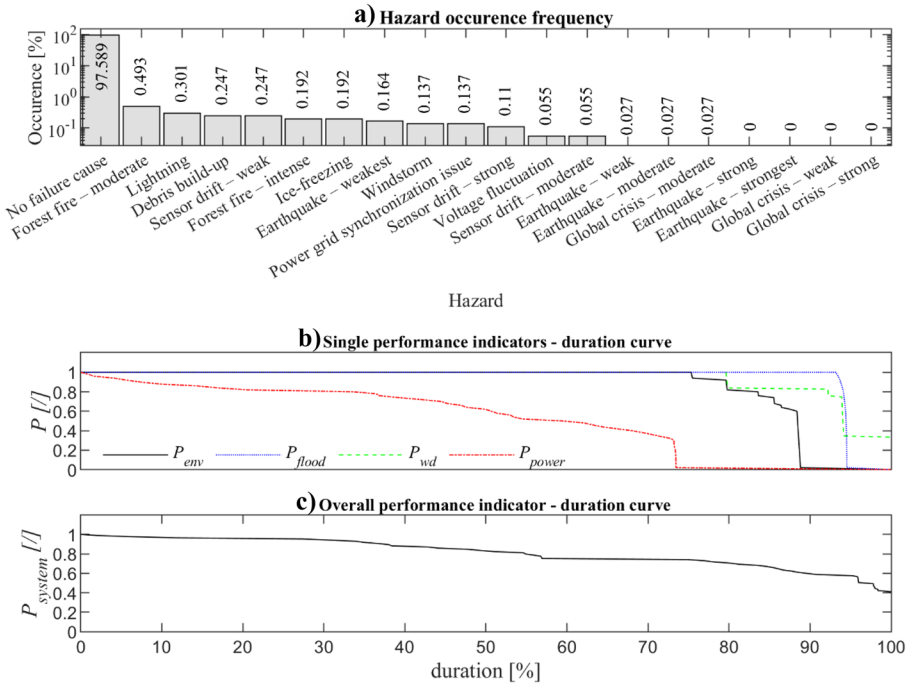 a) Hazard occurence frequency
Occurence [%]
10^2
10^0
10^-1
97.589
0.493
0.301
0.247
0.247
0.192
0.192
0.164
0.137
0.137
0.11
0.055
0.055
0.027
0.027
0.027
0
0
0
0
No failure cause
Forest fire – moderate
Lightning
Debris build-up
Sensor drift – weak
Forest fire – intense
Ice-freezing
Earthquake – weakest
Windstorm
Power grid synchronization issue
Sensor drift – strong
Voltage fluctuation
Sensor drift – moderate
Earthquake – weak
Earthquake – moderate
Global crisis – moderate
Earthquake – strong
Earthquake – strongest
Global crisis – weak
Global crisis – strong
Hazard
b) Single performance indicators - duration curve
P [/]
1
0.8
0.6
0.4
0.2
0
P_env P_flood P_wd P_power
c) Overall performance indicator - duration curve
P_system [/]
1
0.8
0.6
0.4
0.2
0
0 10 20 30 40 50 60 70 80 90 100
duration [%]